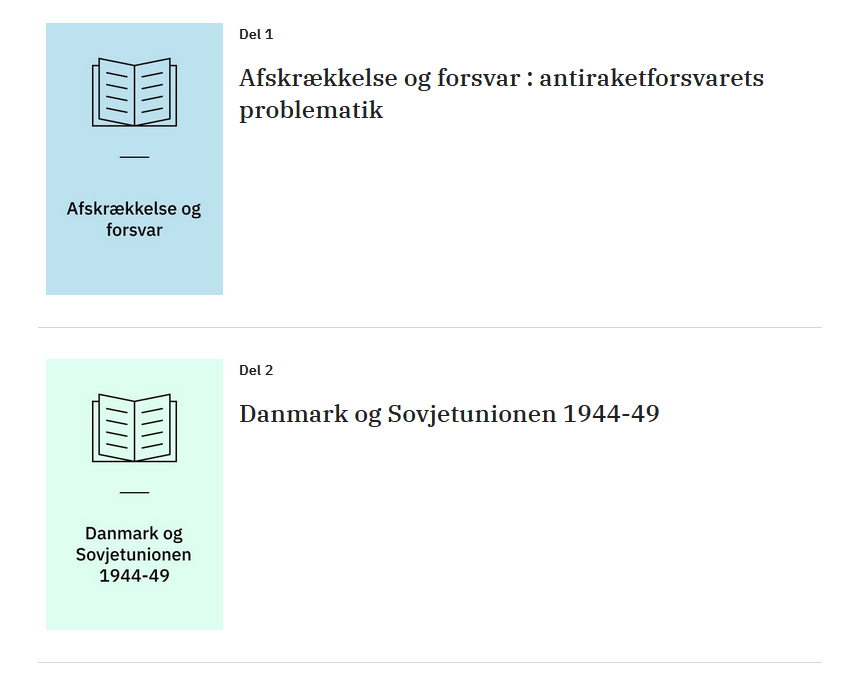 Del 1
Afskrækkelse og forsvar : antiraketforsvarets
problematik
Afskrækkelse og
forsvar
Del 2
Danmark og Sovjetunionen 1944-49
Danmark og
Sovjetunionen
1944-49